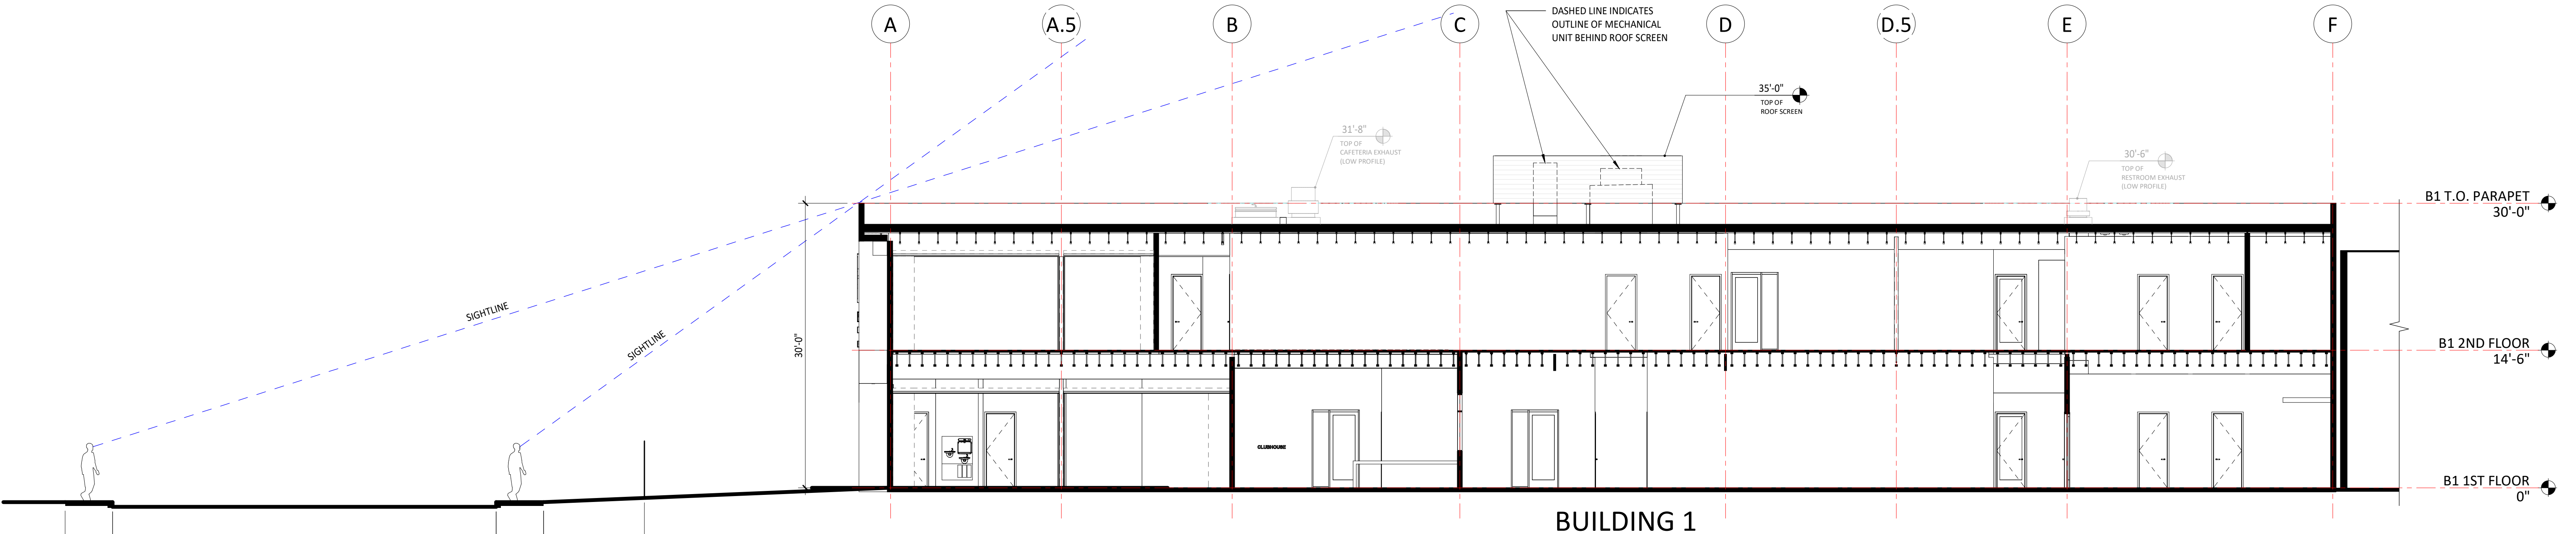 A
A.5
B
C
D
D.5
E
F
DASHED LINE INDICATES
OUTLINE OF MECHANICAL
UNIT BEHIND ROOF SCREEN
35'-0"
TOP OF
ROOF SCREEN
31'-8"
TOP OF
CAFETERIA EXHAUST
(LOW PROFILE)
30'-6"
TOP OF
RESTROOM EXHAUST
(LOW PROFILE)
B1 T.O. PARAPET
30'-0"
SIGHTLINE
SIGHTLINE
30'-0"
B1 2ND FLOOR
14'-6"
CLUBHOUSE
B1 1ST FLOOR
0"
BUILDING 1